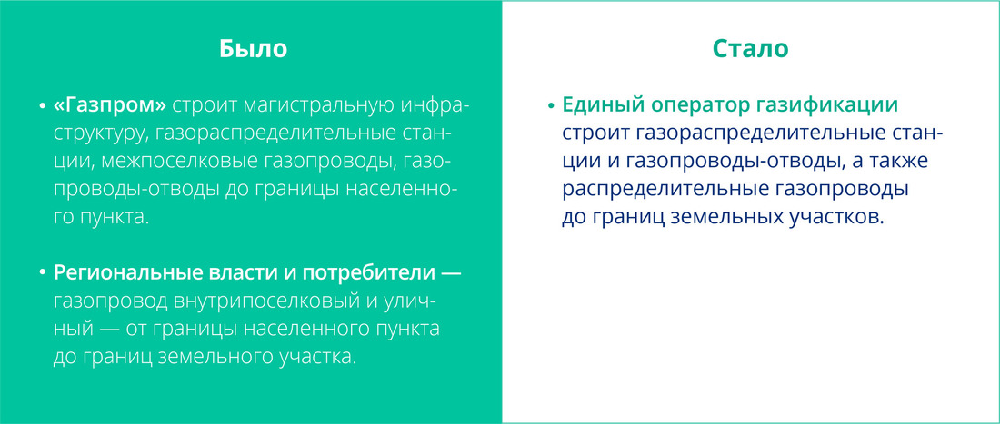 Было
• «Газпром» строит магистральную инфра-
структуру, газораспределительные стан-
ции, межпоселковые газопроводы, газо-
проводы-отводы до границы населенно-
го пункта.
• Региональные власти и потребители —
газопровод внутрипоселковый и улич-
ный — от границы населенного пункта
до границ земельного участка.
Стало
• Единый оператор газификации
строит газораспределительные стан-
ции и газопроводы-отводы, а также
распределительные газопроводы
до границ земельных участков.